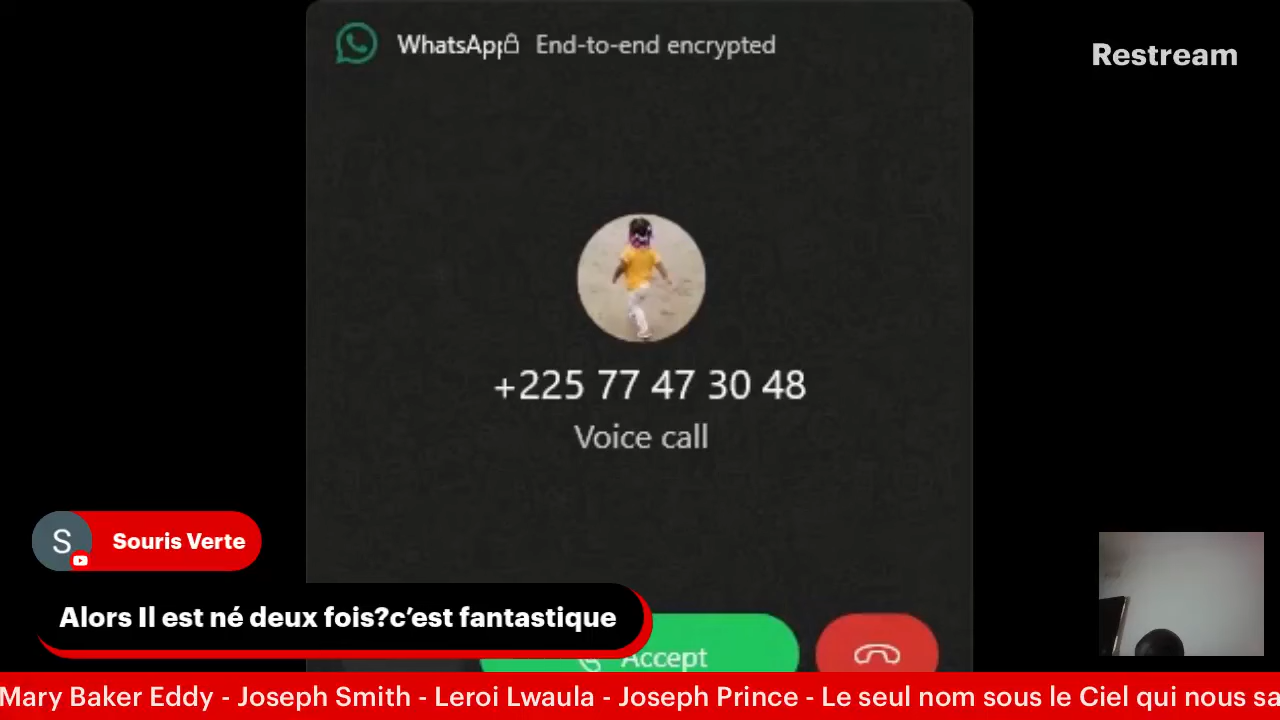 WhatsApp
End-to-end encrypted
Restream
+225 77 47 30 48
Voice call
S
Souris Verte
Alors Il est né deux fois?c’est fantastique
Accept
Mary Baker Eddy - Joseph Smith - Leroi Lwaula - Joseph Prince - Le seul nom sous le Ciel qui nous sa